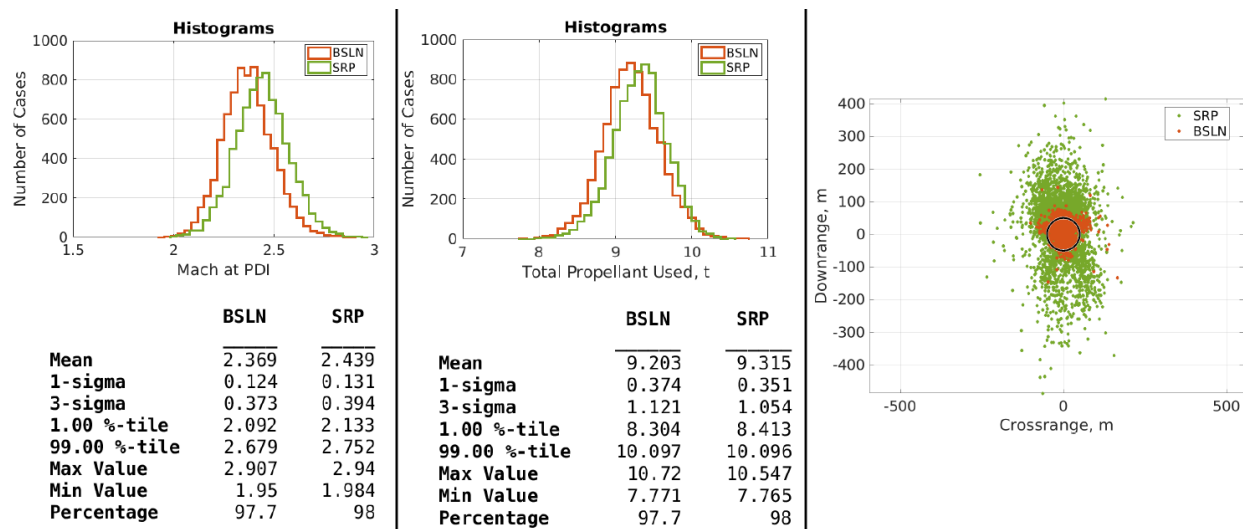 Histograms
BSLN
SRP
1000
800
600
400
200
0
Number of Cases
1.5 2 2.5 3
Mach at PDI
BSLN SRP
Mean 2.369 2.439
1-sigma 0.124 0.131
3-sigma 0.373 0.394
1.00 %-tile 2.092 2.133
99.00 %-tile 2.679 2.752
Max Value 2.907 2.94
Min Value 1.95 1.984
Percentage 97.7 98
Histograms
BSLN
SRP
1000
800
600
400
200
0
Number of Cases
7 8 9 10 11
Total Propellant Used, t
BSLN SRP
Mean 9.203 9.315
1-sigma 0.374 0.351
3-sigma 1.121 1.054
1.00 %-tile 8.304 8.413
99.00 %-tile 10.097 10.096
Max Value 10.72 10.547
Min Value 7.771 7.765
Percentage 97.7 98
SRP
BSLN
400
300
200
100
0
-100
-200
-300
-400
Downrange, m
-500 0 500
Crossrange, m